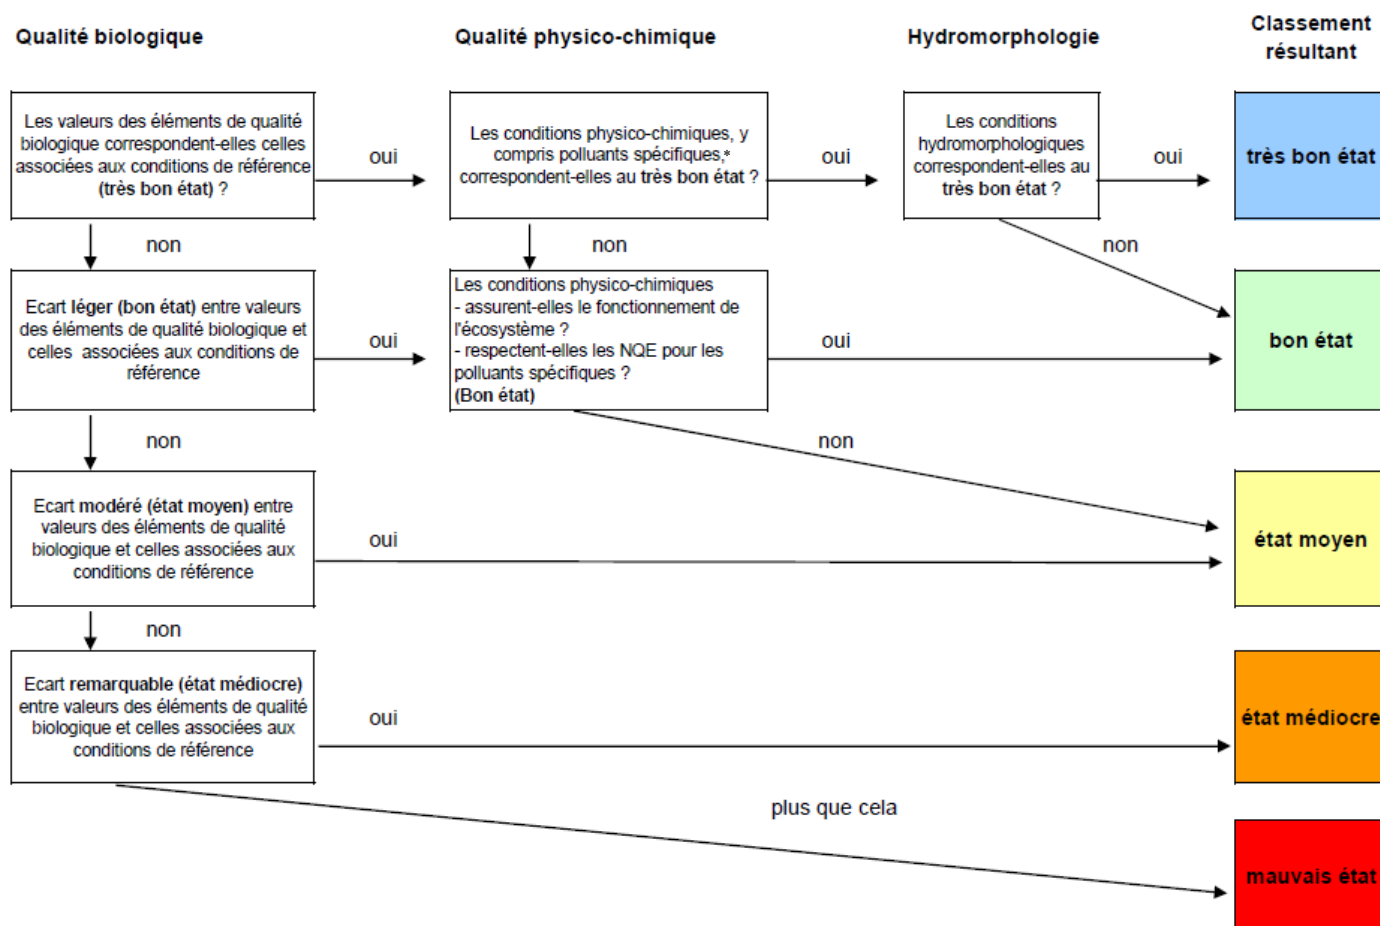 Qualité biologique
Qualité physico-chimique
Hydromorphologie
Classement
résultant
Les valeurs des éléments de qualité
biologique correspondent-elles celles
associées aux conditions de référence
(très bon état) ?
oui
Les conditions physico-chimiques, y
compris polluants spécifiques,*
correspondent-elles au très bon état ?
oui
Les conditions
hydromorphologiques
correspondent-elles au
très bon état ?
oui
très bon état
non
non
non
Ecart léger (bon état) entre valeurs
des éléments de qualité biologique et
celles associées aux conditions de
référence
oui
Les conditions physico-chimiques
- assurent-elles le fonctionnement de
l'écosystème ?
- respectent-elles les NQE pour les
polluants spécifiques ?
(Bon état)
oui
bon état
non
non
Ecart modéré (état moyen) entre
valeurs des éléments de qualité
biologique et celles associées aux
conditions de référence
oui
état moyen
non
Ecart remarquable (état médiocre)
entre valeurs des éléments de qualité
biologique et celles associées aux
conditions de référence
oui
état médiocre
plus que cela
mauvais état